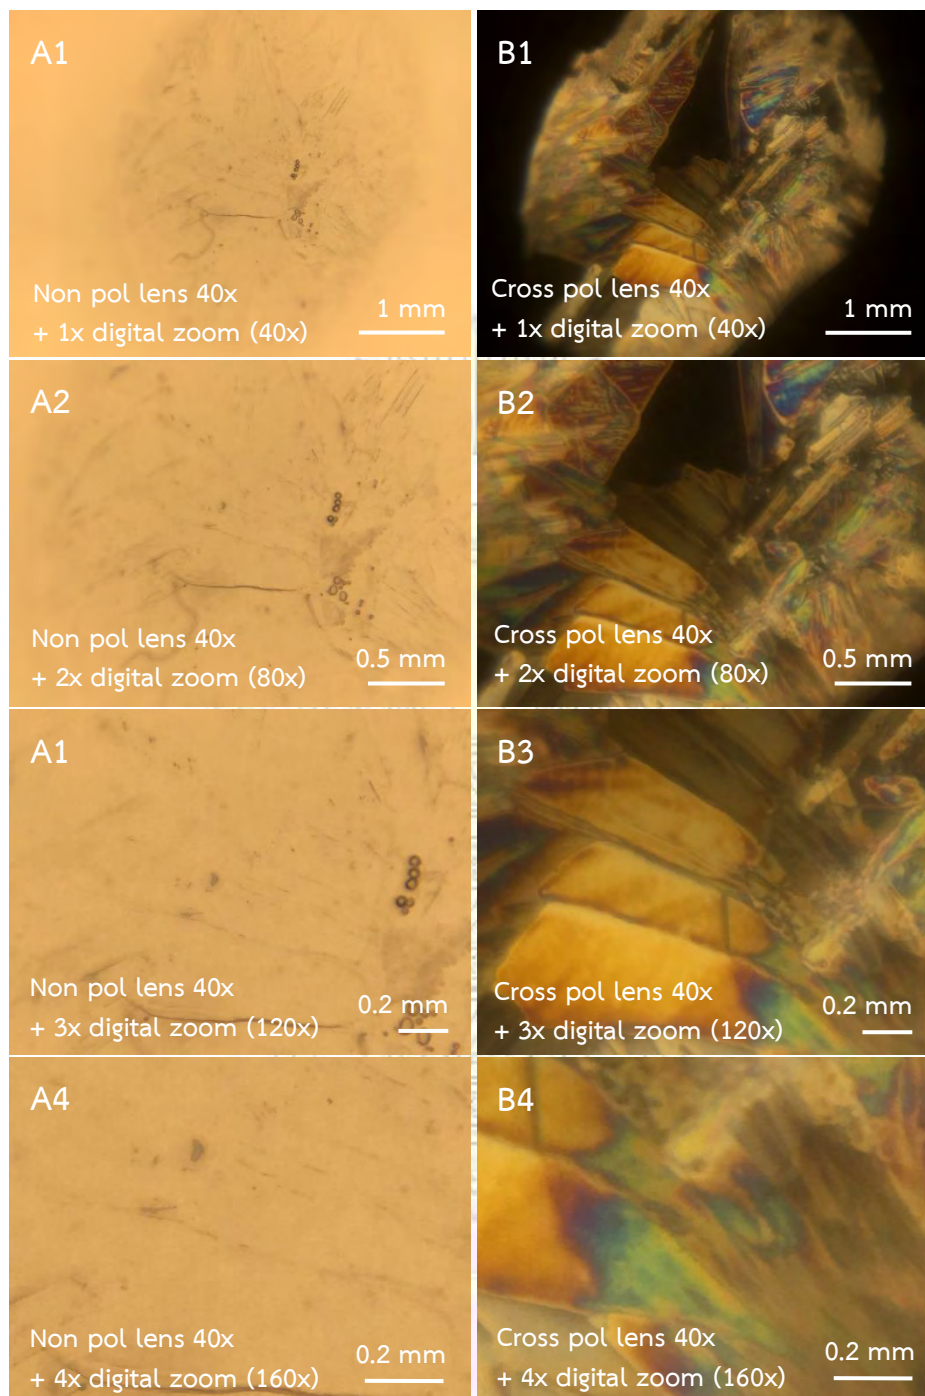 A1
Non pol lens 40x
+ 1x digital zoom (40x)
1 mm
B1
Cross pol lens 40x
+ 1x digital zoom (40x)
1 mm
A2
Non pol lens 40x
+ 2x digital zoom (80x)
0.5 mm
B2
Cross pol lens 40x
+ 2x digital zoom (80x)
0.5 mm
A1
Non pol lens 40x
+ 3x digital zoom (120x)
0.2 mm
B3
Cross pol lens 40x
+ 3x digital zoom (120x)
0.2 mm
A4
Non pol lens 40x
+ 4x digital zoom (160x)
0.2 mm
B4
Cross pol lens 40x
+ 4x digital zoom (160x)
0.2 mm